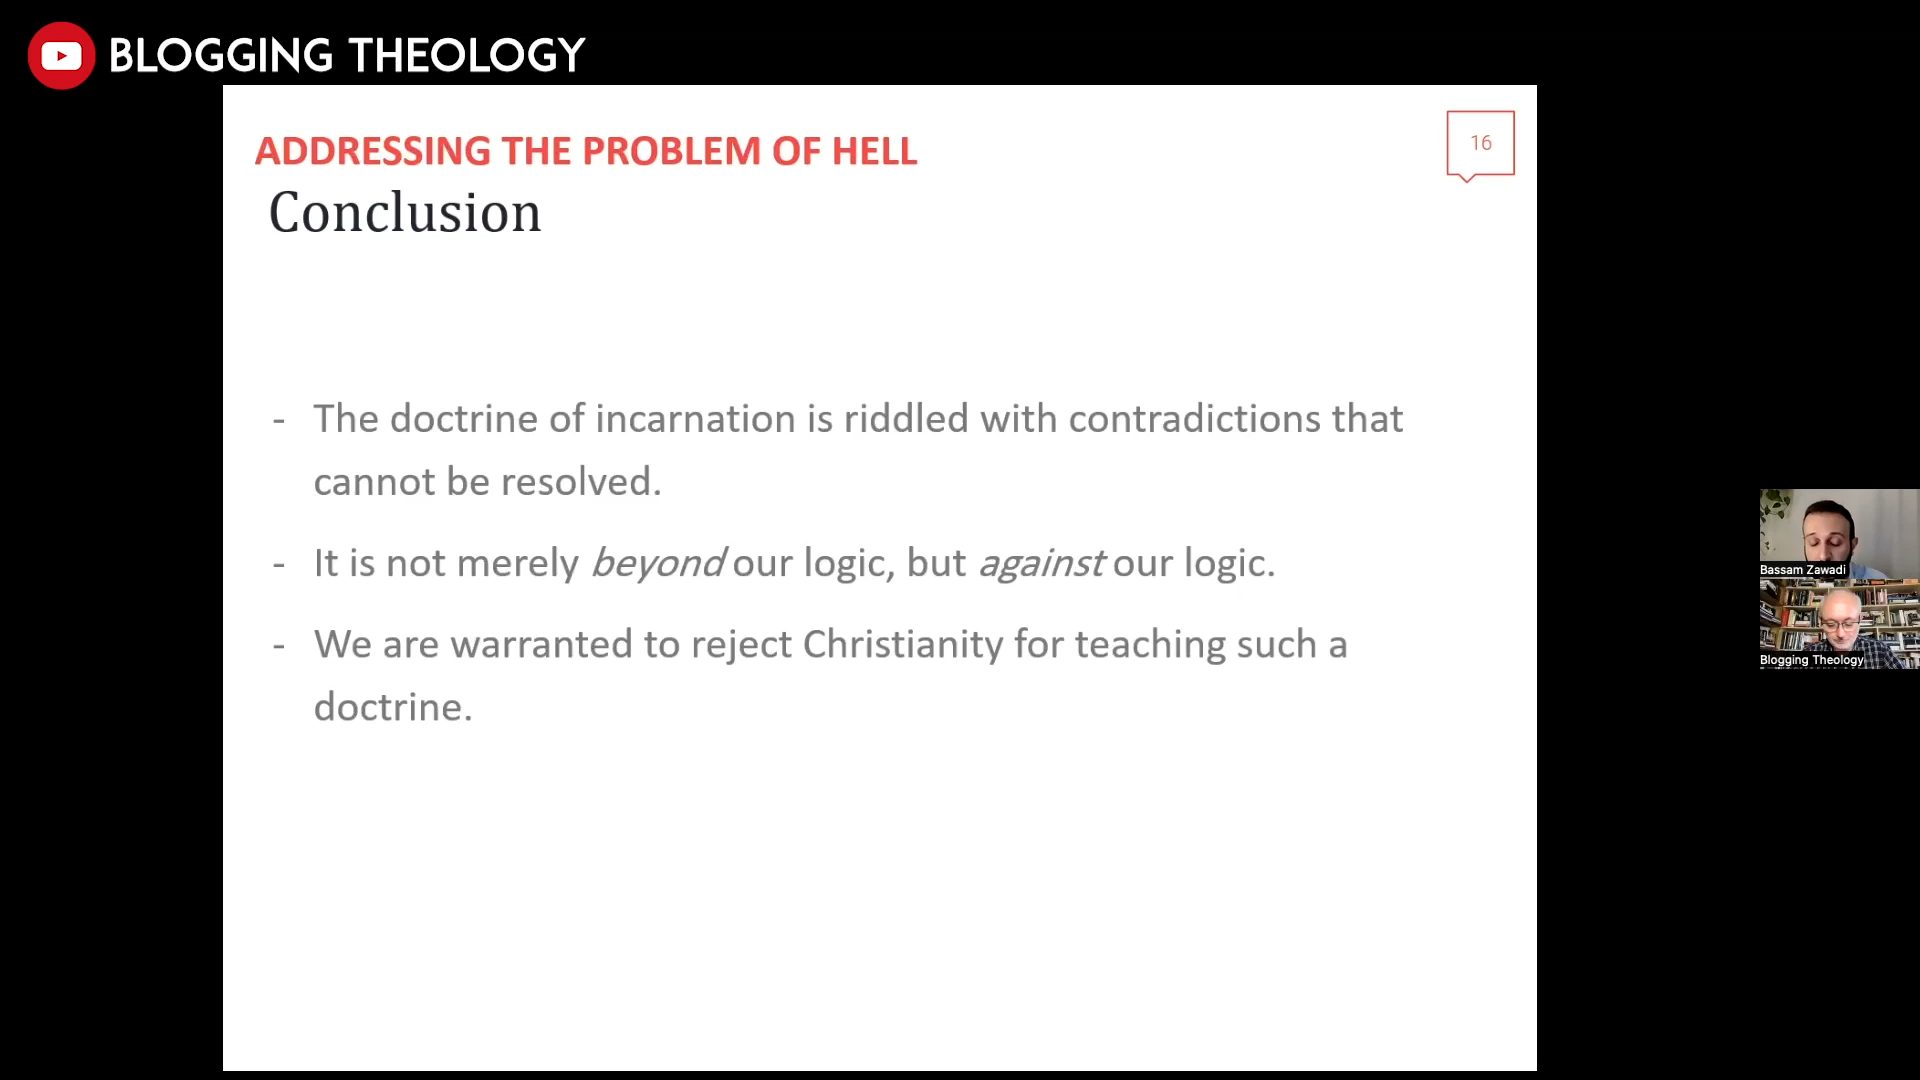 BLOGGING THEOLOGY
ADDRESSING THE PROBLEM OF HELL
16
Conclusion
- The doctrine of incarnation is riddled with contradictions that
cannot be resolved.
- It is not merely beyond our logic, but against our logic.
- We are warranted to reject Christianity for teaching such a
doctrine.
Bassam Zawadi
Blogging Theology